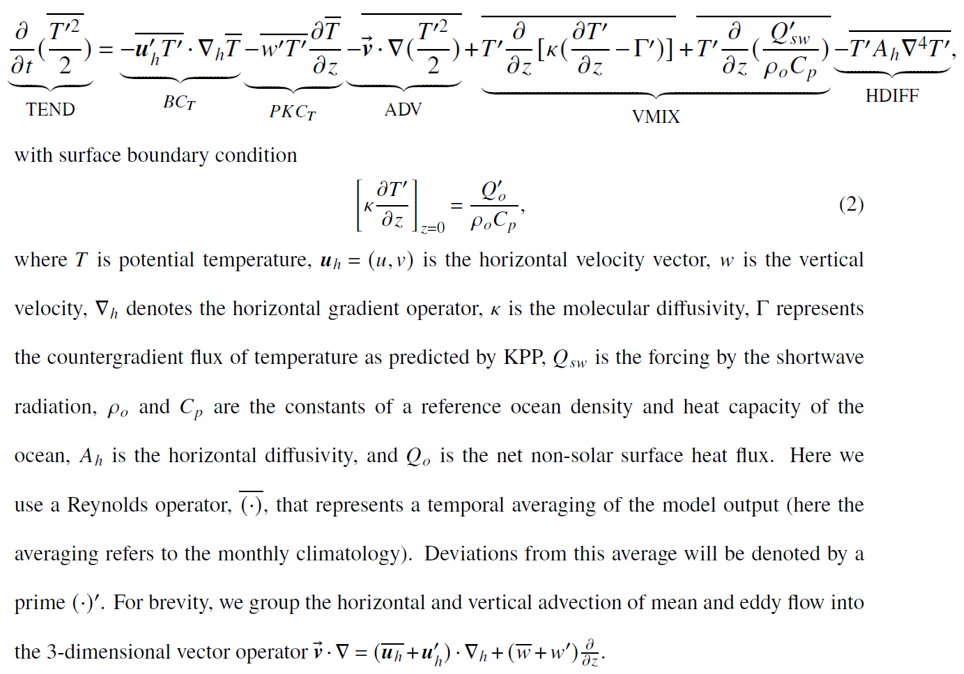 $\frac{\partial}{\partial t}(\overline{\frac{T'^2}{2}}) = -\overline{\boldsymbol{u}'_h T'} \cdot \nabla_h \overline{T} - \overline{w'T'} \frac{\partial \overline{T}}{\partial z} - \overline{\vec{\boldsymbol{v}} \cdot \nabla (\frac{T'^2}{2})} + \overline{T' \frac{\partial}{\partial z} [\kappa (\frac{\partial T'}{\partial z} - \Gamma')]} + \overline{T' \frac{\partial}{\partial z} (\frac{Q'_{sw}}{\rho_o C_p})} - \overline{T' A_h \nabla^4 T'},$
TEND BC_T PKC_T ADV VMIX HDIFF
with surface boundary condition
$\left[ \kappa \frac{\partial T'}{\partial z} \right]_{z=0} = \frac{Q'_o}{\rho_o C_p},$ (2)
where $T$ is potential temperature, $\boldsymbol{u}_h = (u, v)$ is the horizontal velocity vector, $w$ is the vertical
velocity, $\nabla_h$ denotes the horizontal gradient operator, $\kappa$ is the molecular diffusivity, $\Gamma$ represents
the countergradient flux of temperature as predicted by KPP, $Q_{sw}$ is the forcing by the shortwave
radiation, $\rho_o$ and $C_p$ are the constants of a reference ocean density and heat capacity of the
ocean, $A_h$ is the horizontal diffusivity, and $Q_o$ is the net non-solar surface heat flux. Here we
use a Reynolds operator, $\overline{(\cdot)}$, that represents a temporal averaging of the model output (here the
averaging refers to the monthly climatology). Deviations from this average will be denoted by a
prime $(\cdot)'$. For brevity, we group the horizontal and vertical advection of mean and eddy flow into
the 3-dimensional vector operator $\vec{\boldsymbol{v}} \cdot \nabla = (\overline{\boldsymbol{u}_h} + \boldsymbol{u}'_h) \cdot \nabla_h + (\overline{w} + w') \frac{\partial}{\partial z}$.